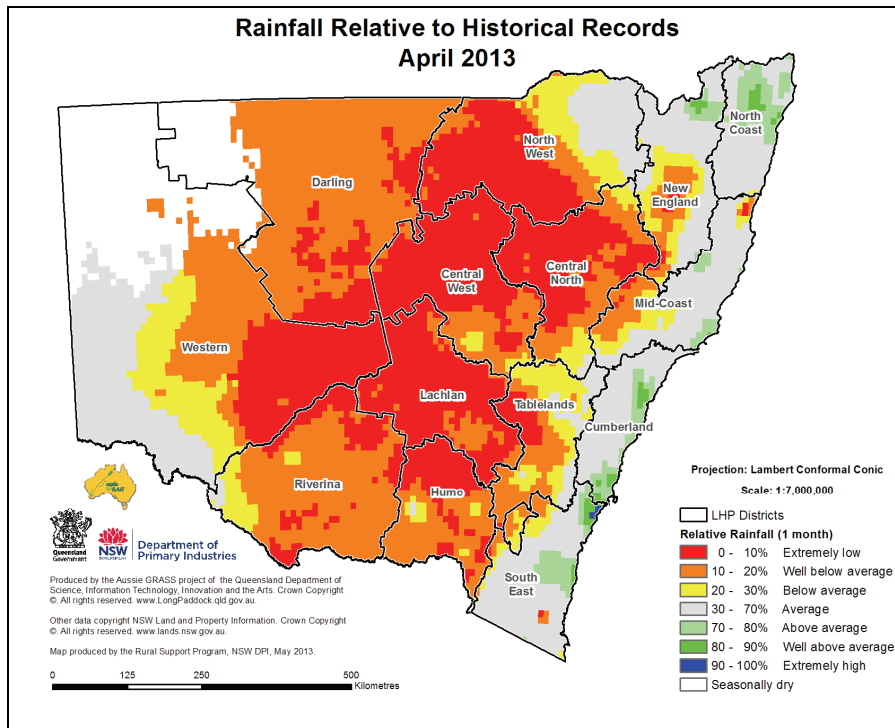 Rainfall Relative to Historical Records
April 2013
North
Coast
North
West
Darling
New
England
Central
West
Central
North
Mid-Coast
Western
Lachlan
Tablelands
Cumberland
Riverina
Humo
South
East
Projection: Lambert Conformal Conic
Scale: 1:7,000,000
LHP Districts
Relative Rainfall (1 month)
0 - 10% Extremely low
10 - 20% Well below average
20 - 30% Below average
30 - 70% Average
70 - 80% Above average
80 - 90% Well above average
90 - 100% Extremely high
Seasonally dry
Queensland
Government
NSW
Department of
Primary Industries
Produced by the Aussie GRASS project of the Queensland Department of
Science, Information Technology, Innovation and the Arts. Crown Copyright
©. All rights reserved. www.LongPaddock.qld.gov.au.
Other data copyright NSW Land and Property Information. Crown Copyright
©. All rights reserved. www.lands.nsw.gov.au.
Map produced by the Rural Support Program, NSW DPI, May 2013.
0 125 250 500
Kilometres